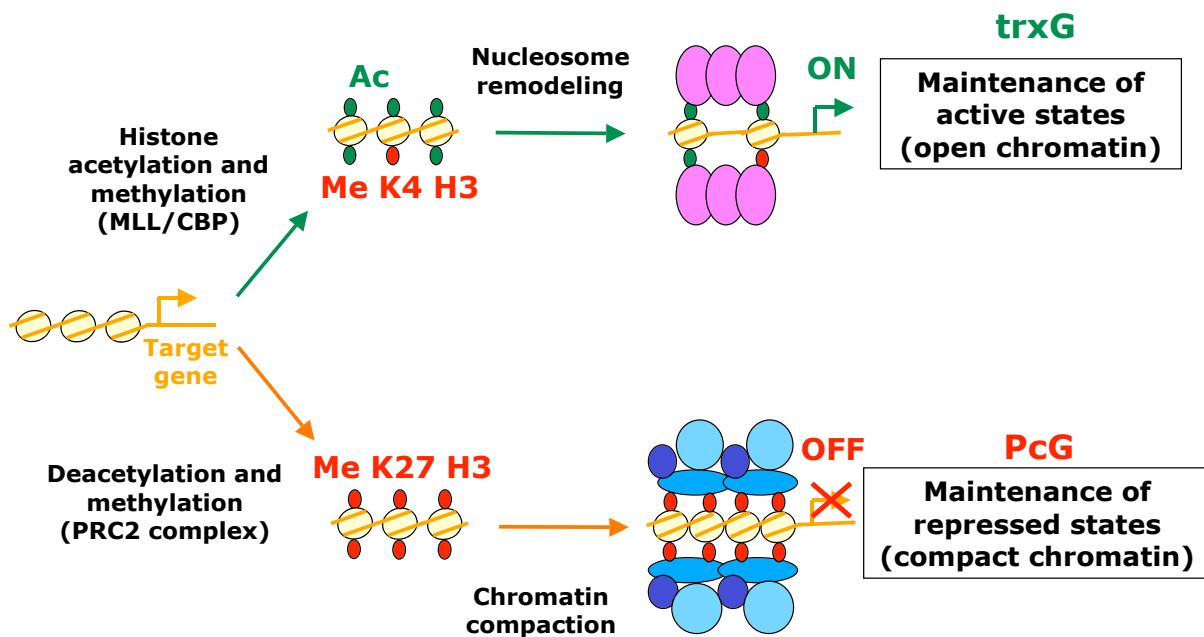 trxG
Nucleosome
remodeling
ON
Ac
Maintenance of
active states
(open chromatin)
Histone
acetylation and
methylation
(MLL/CBP)
Me K4 H3
Target
gene
Deacetylation and
methylation
(PRC2 complex)
Me K27 H3
OFF
PcG
Maintenance of
repressed states
(compact chromatin)
Chromatin
compaction